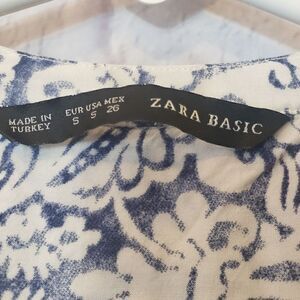 MADE IN
TURKEY
EUR USA MEX
S S 26
ZARA BASIC